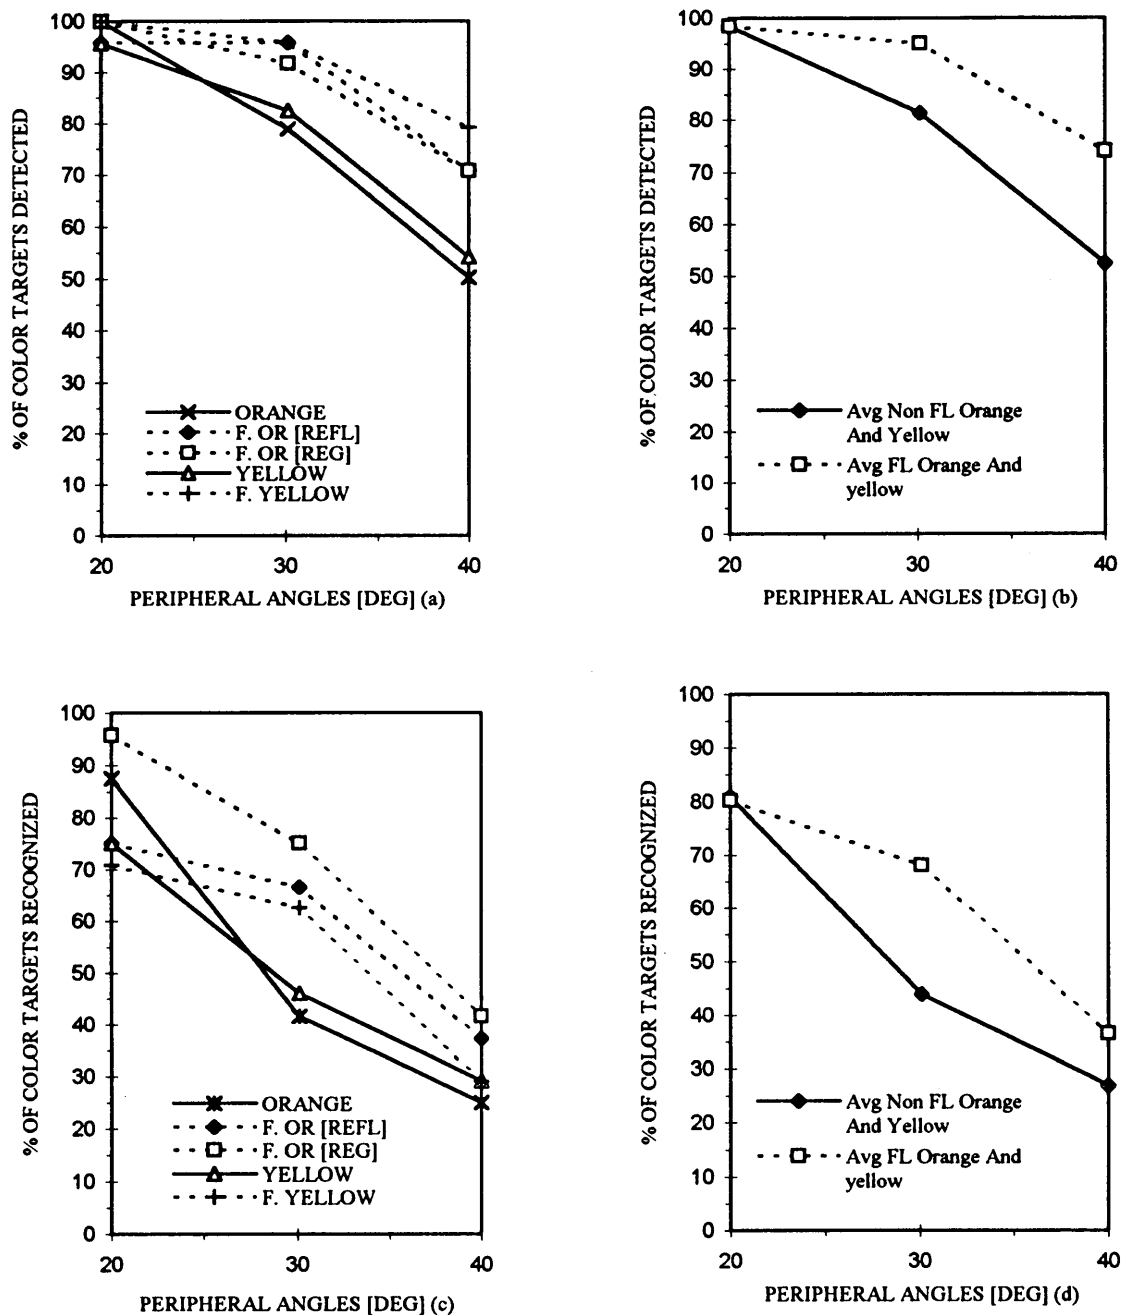 % OF COLOR TARGETS DETECTED
100
90
80
70
60
50
40
30
20
10
0
ORANGE
F. OR [REFL]
F. OR [REG]
YELLOW
F. YELLOW
20 30 40
PERIPHERAL ANGLES [DEG] (a)
% OF COLOR TARGETS DETECTED
100
90
80
70
60
50
40
30
20
10
0
Avg Non FL Orange
And Yellow
Avg FL Orange And
yellow
20 30 40
PERIPHERAL ANGLES [DEG] (b)
% OF COLOR TARGETS RECOGNIZED
100
90
80
70
60
50
40
30
20
10
0
ORANGE
F. OR [REFL]
F. OR [REG]
YELLOW
F. YELLOW
20 30 40
PERIPHERAL ANGLES [DEG] (c)
% OF COLOR TARGETS RECOGNIZED
100
90
80
70
60
50
40
30
20
10
0
Avg Non FL Orange
And Yellow
Avg FL Orange And
yellow
20 30 40
PERIPHERAL ANGLES [DEG] (d)